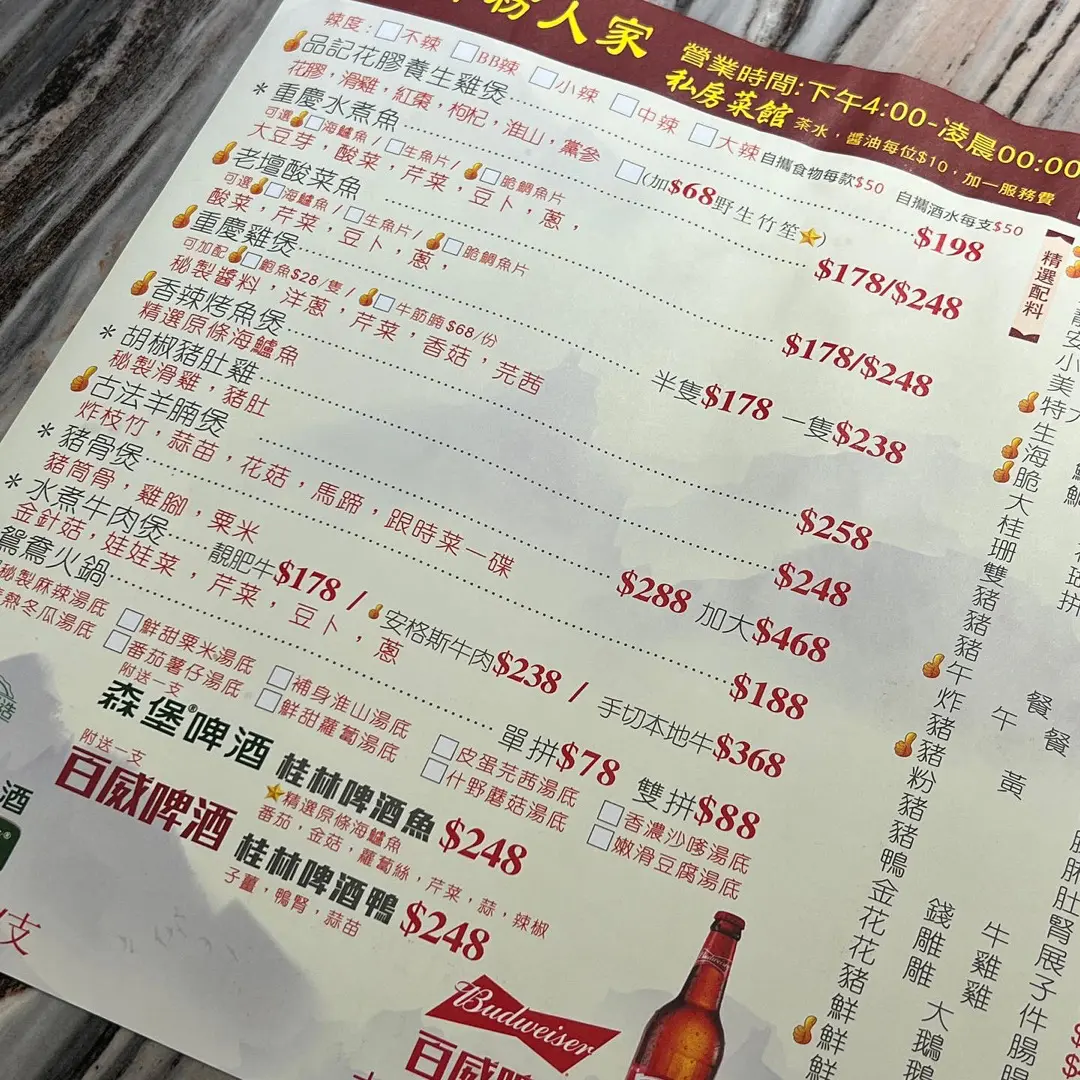 粉人家
私房菜館
營業時間:下午4:00-凌晨00:00
茶水,醬油每位$10,加一服務費
辣度: 不辣 BB辣 小辣 中辣 大辣 自攜食物每款$50 自攜酒水每支$50
品記花膠養生雞煲 (加$68野生竹笙) $198
花膠,滑雞,紅棗,枸杞,淮山,黨參
*重慶水煮魚 $178/$248
可選 海鱸魚/ 生魚片/ 脆鯇魚片
大豆芽,酸菜,芹菜,豆卜,蔥,
老壇酸菜魚 $178/$248
可選 海鱸魚/ 生魚片/ 脆鯇魚片
酸菜,芹菜,豆卜,蔥,
重慶雞煲 半隻$178 一隻$238
可加配 鮑魚$28/隻/ 牛筋腩$68/份
秘製醬料,洋蔥,芹菜,香菇,芫茜
香辣烤魚煲 $258
精選原條海鱸魚
*胡椒豬肚雞 $248
秘製滑雞,豬肚
古法羊腩煲 $288 加大$468
炸枝竹,蒜苗,花菇,馬蹄,跟時菜一碟
*豬骨煲 $188
豬筒骨,雞腳,粟米
*水煮牛肉煲 靚肥牛$178 / 安格斯牛肉$238 / 手切本地牛$368
金針菇,娃娃菜,芹菜,豆卜,蔥
鴛鴦火鍋 單拼$78 雙拼$88
秘製麻辣湯底 鮮甜粟米湯底 補身淮山湯底 皮蛋芫茜湯底 香濃沙嗲湯底
熱冬瓜湯底 番茄薯仔湯底 鮮甜蘿蔔湯底 什野蘑菇湯底 嫩滑豆腐湯底
附送一支
森堡®啤酒 桂林啤酒魚 $248
精選原條海鱸魚
番茄,金菇,蘿蔔絲,芹菜,蒜,辣椒
附送一支
百威啤酒 桂林啤酒鴨 $248
子薑,鴨腎,蒜苗
酒
支
Budweiser
百威啤
精選配料